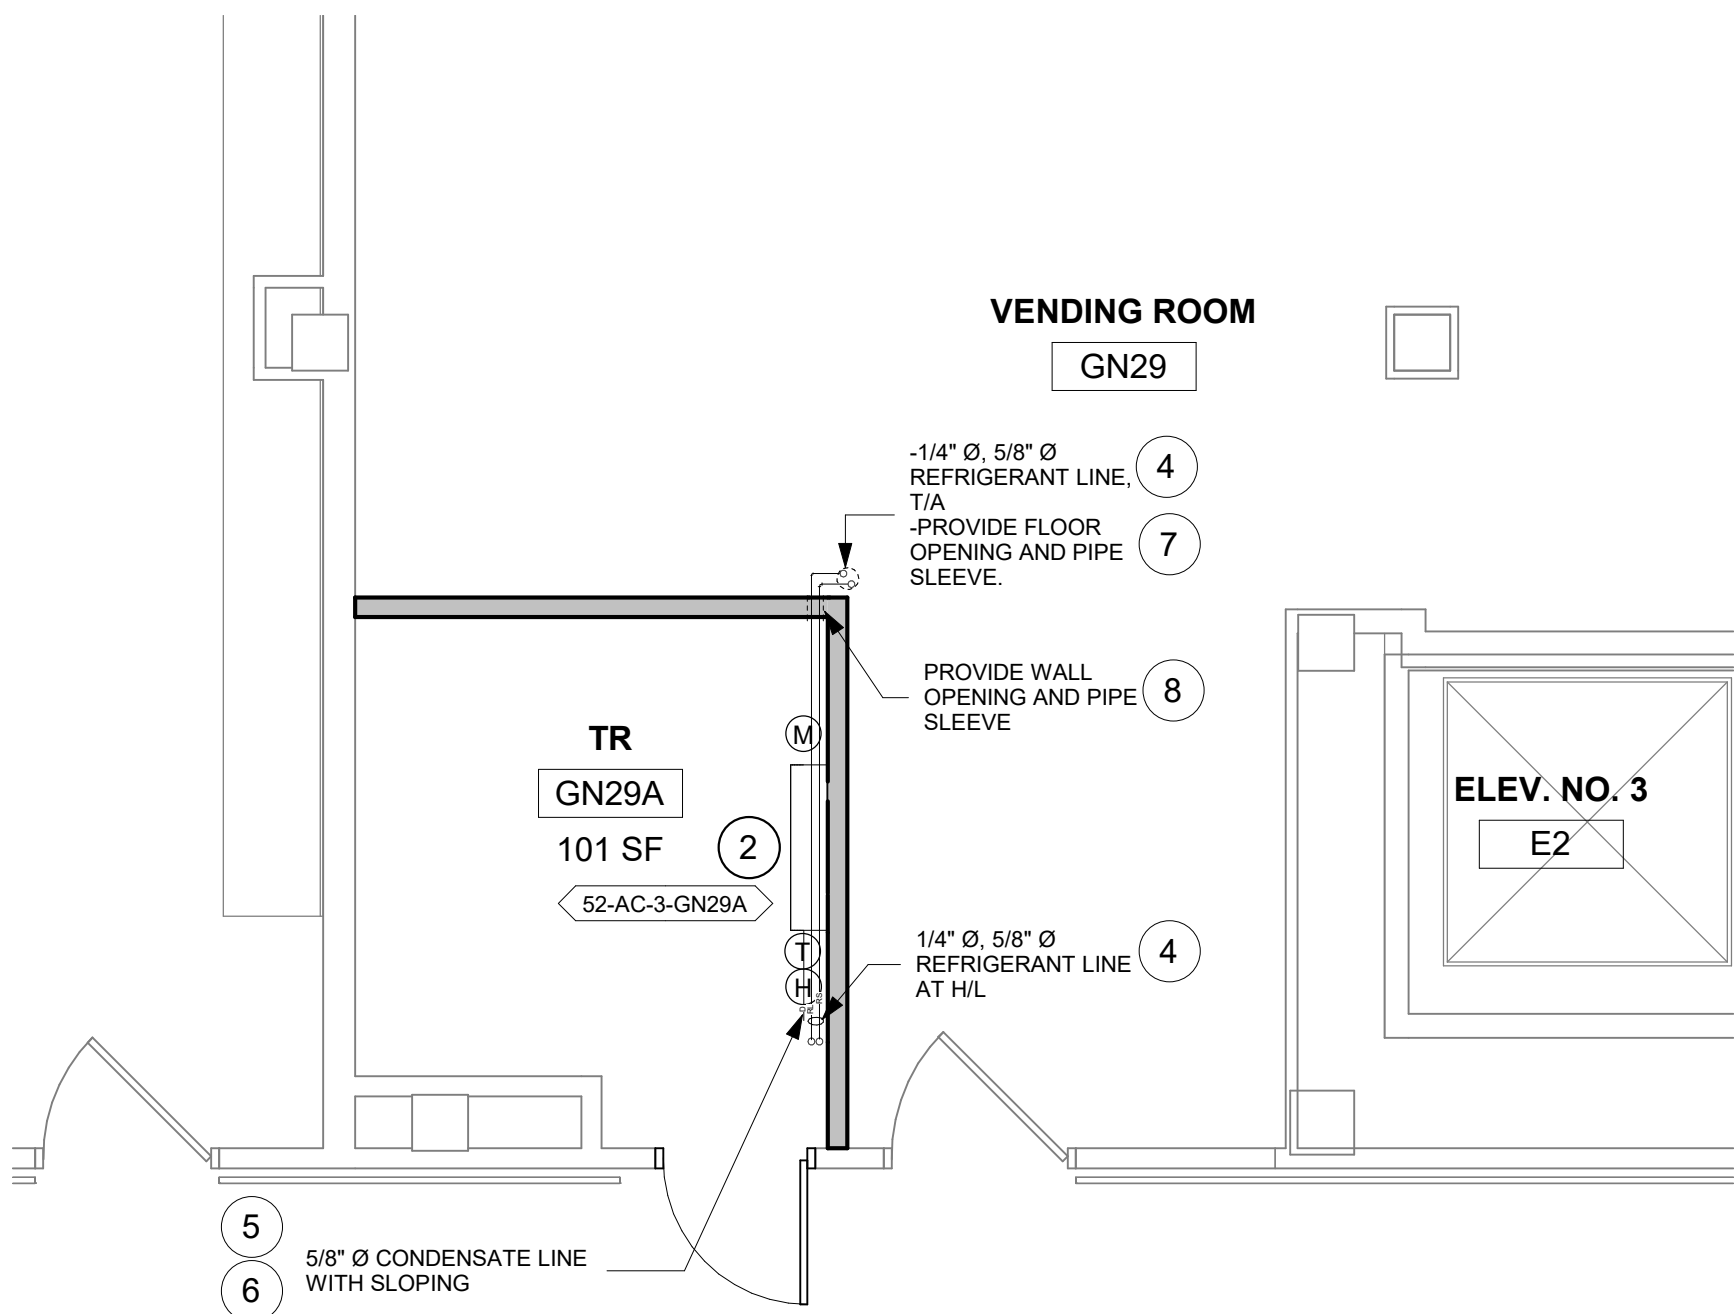 VENDING ROOM
GN29
-1/4" Ø, 5/8" Ø
REFRIGERANT LINE,
T/A
4
-PROVIDE FLOOR
OPENING AND PIPE
SLEEVE.
7
PROVIDE WALL
OPENING AND PIPE
SLEEVE
8
TR
GN29A
101 SF
2
52-AC-3-GN29A
M
T
H
D
RL
RS
ELEV. NO. 3
E2
1/4" Ø, 5/8" Ø
REFRIGERANT LINE
AT H/L
4
5
6
5/8" Ø CONDENSATE LINE
WITH SLOPING